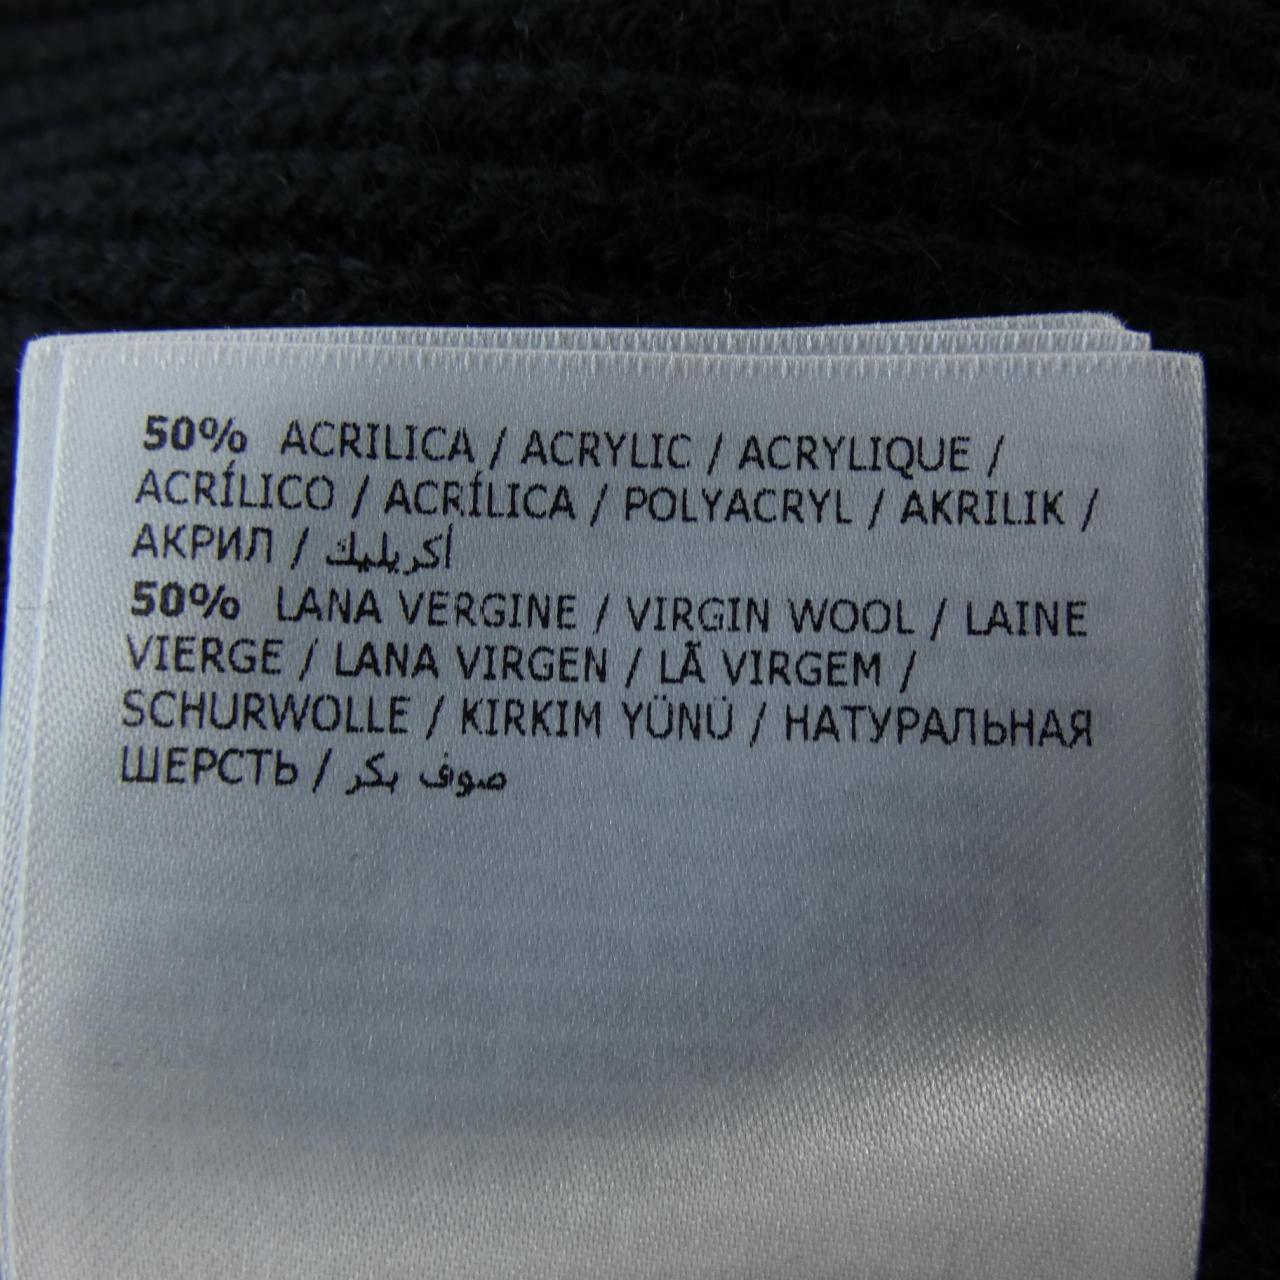 50% ACRILICA / ACRYLIC / ACRYLIQUE /
ACRÍLICO / ACRÍLICA / POLYACRYL / AKRILIK /
АКРИЛ / أكريليك
50% LANA VERGINE / VIRGIN WOOL / LAINE
VIERGE / LANA VIRGEN / LÃ VIRGEM /
SCHURWOLLE / KIRKIM YÜNÜ / НАТУРАЛЬНАЯ
ШЕРСТЬ / صوف بكر